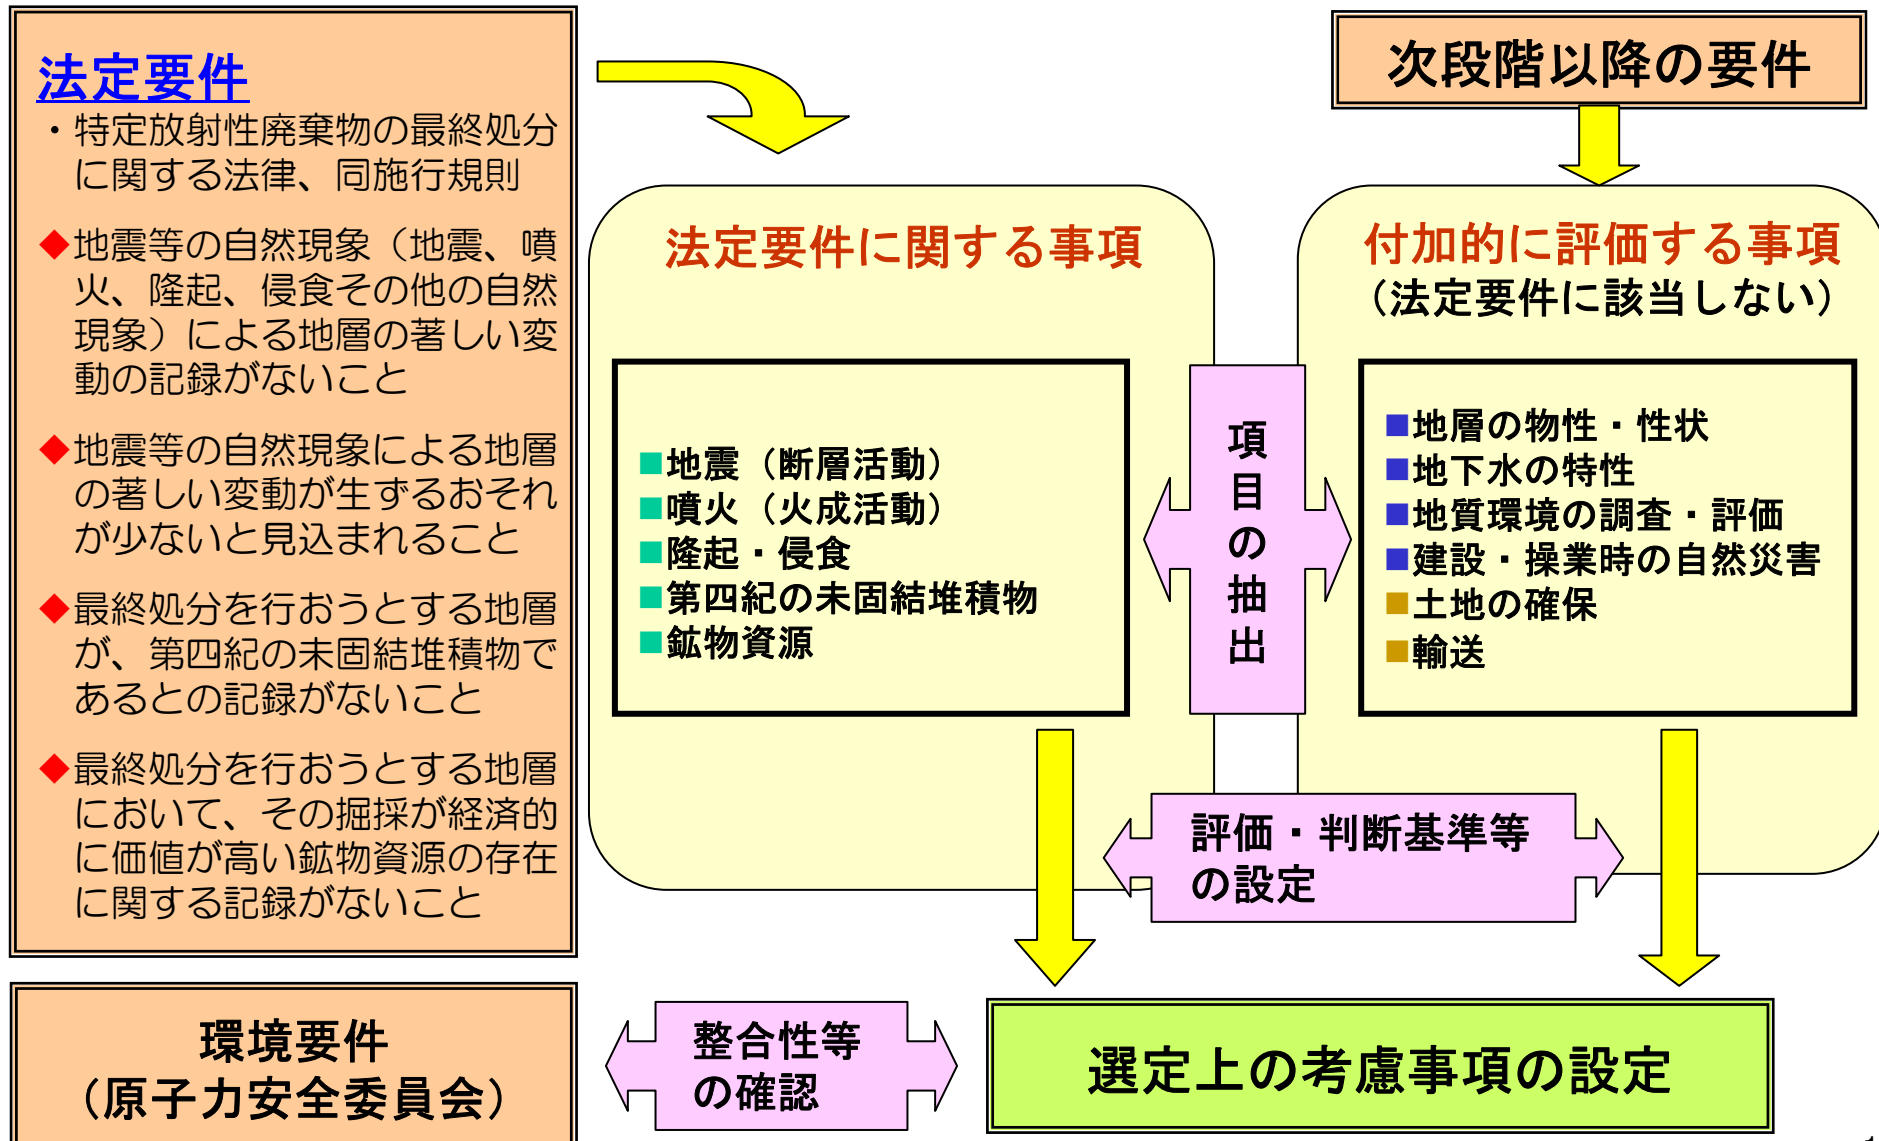 法定要件
・特定放射性廃棄物の最終処分
に関する法律、同施行規則
◆地震等の自然現象（地震、噴
火、隆起、侵食その他の自然
現象）による地層の著しい変
動の記録がないこと
◆地震等の自然現象による地層
の著しい変動が生ずるおそれ
が少ないと見込まれること
◆最終処分を行おうとする地層
が、第四紀の未固結堆積物で
あるとの記録がないこと
◆最終処分を行おうとする地層
において、その掘採が経済的
に価値が高い鉱物資源の存在
に関する記録がないこと
環境要件
（原子力安全委員会）
法定要件に関する事項
■地震（断層活動）
■噴火（火成活動）
■隆起・侵食
■第四紀の未固結堆積物
■鉱物資源
項目の抽出
次段階以降の要件
付加的に評価する事項
（法定要件に該当しない）
■地層の物性・性状
■地下水の特性
■地質環境の調査・評価
■建設・操業時の自然災害
■土地の確保
■輸送
評価・判断基準等
の設定
整合性等
の確認
選定上の考慮事項の設定